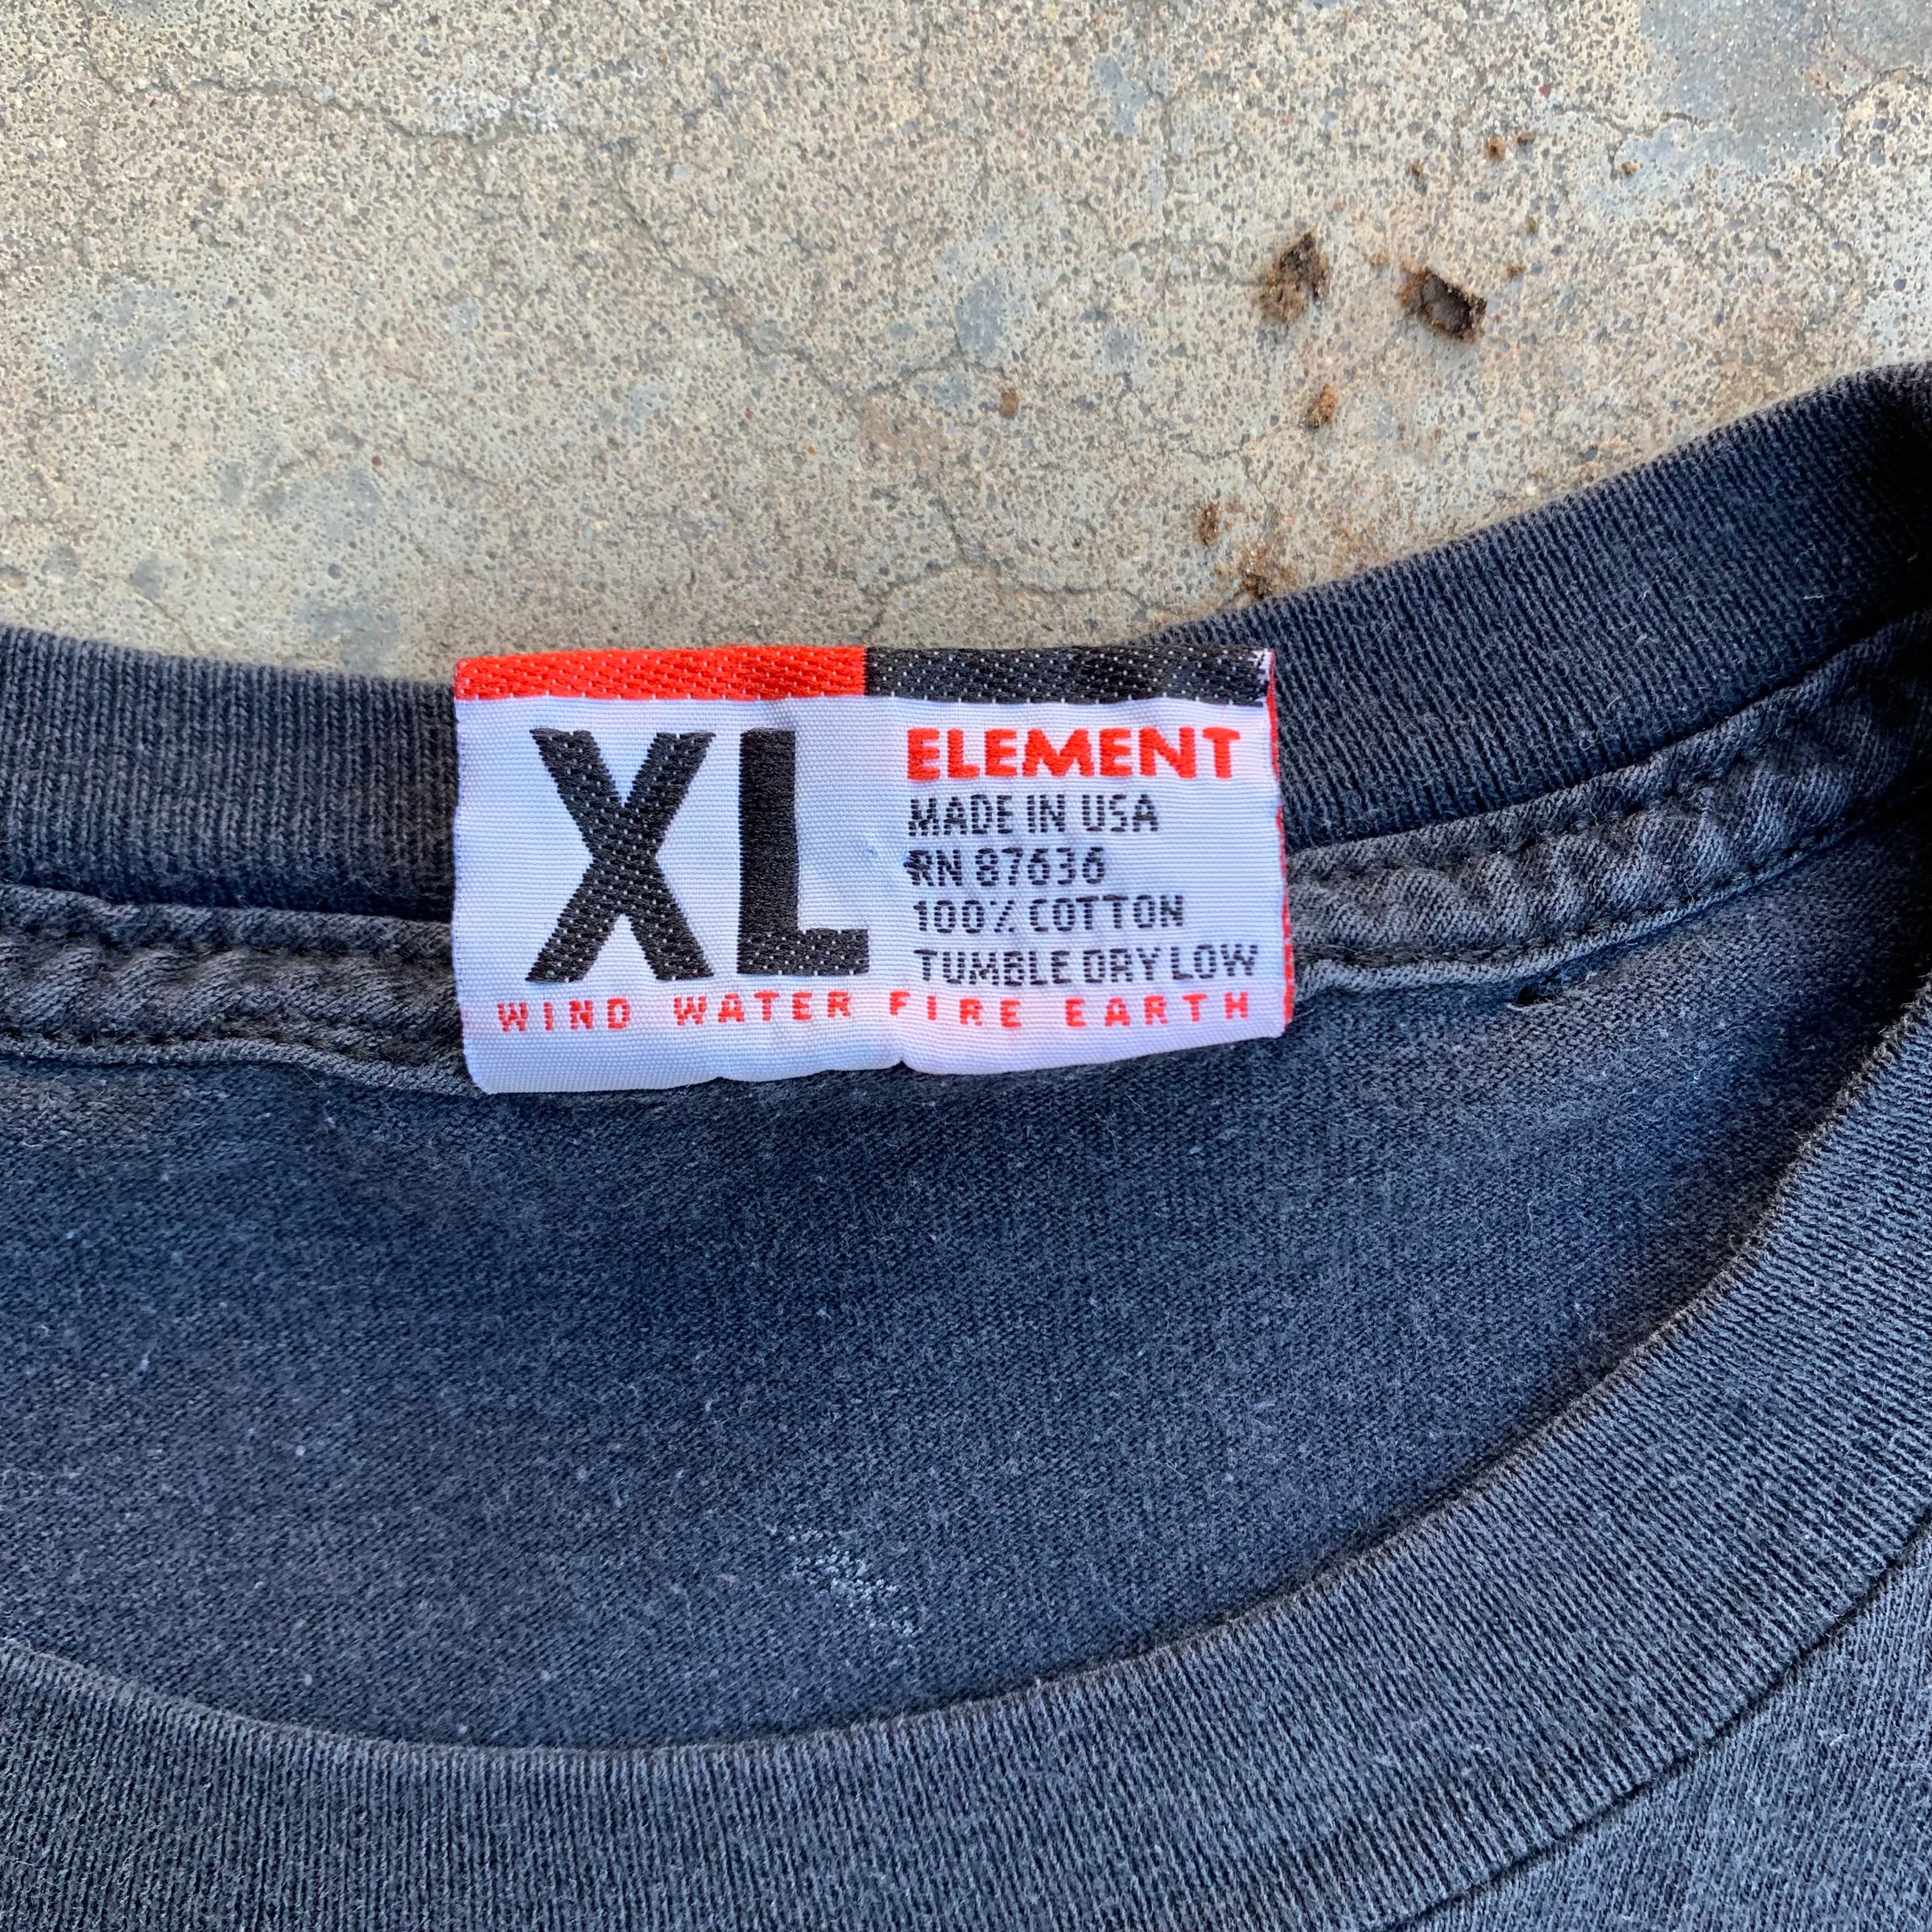 XL
ELEMENT
MADE IN USA
RN 87636
100% COTTON
TUMBLE DRY LOW
WIND WATER FIRE EARTH